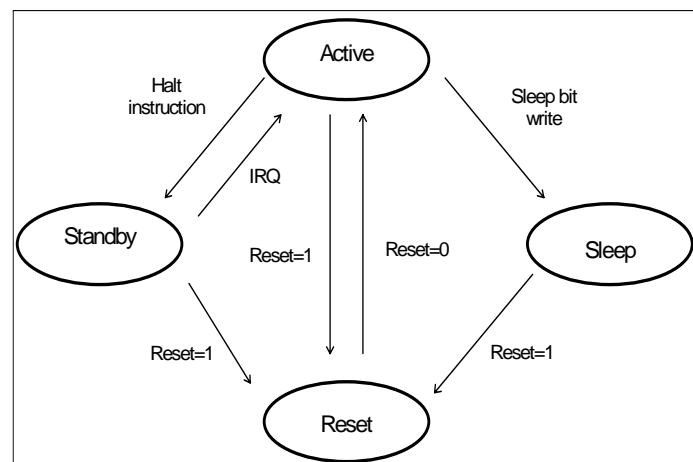 Active
Halt
instruction
Sleep bit
write
IRQ
Standby
Reset=1
Reset=0
Sleep
Reset=1
Reset=1
Reset